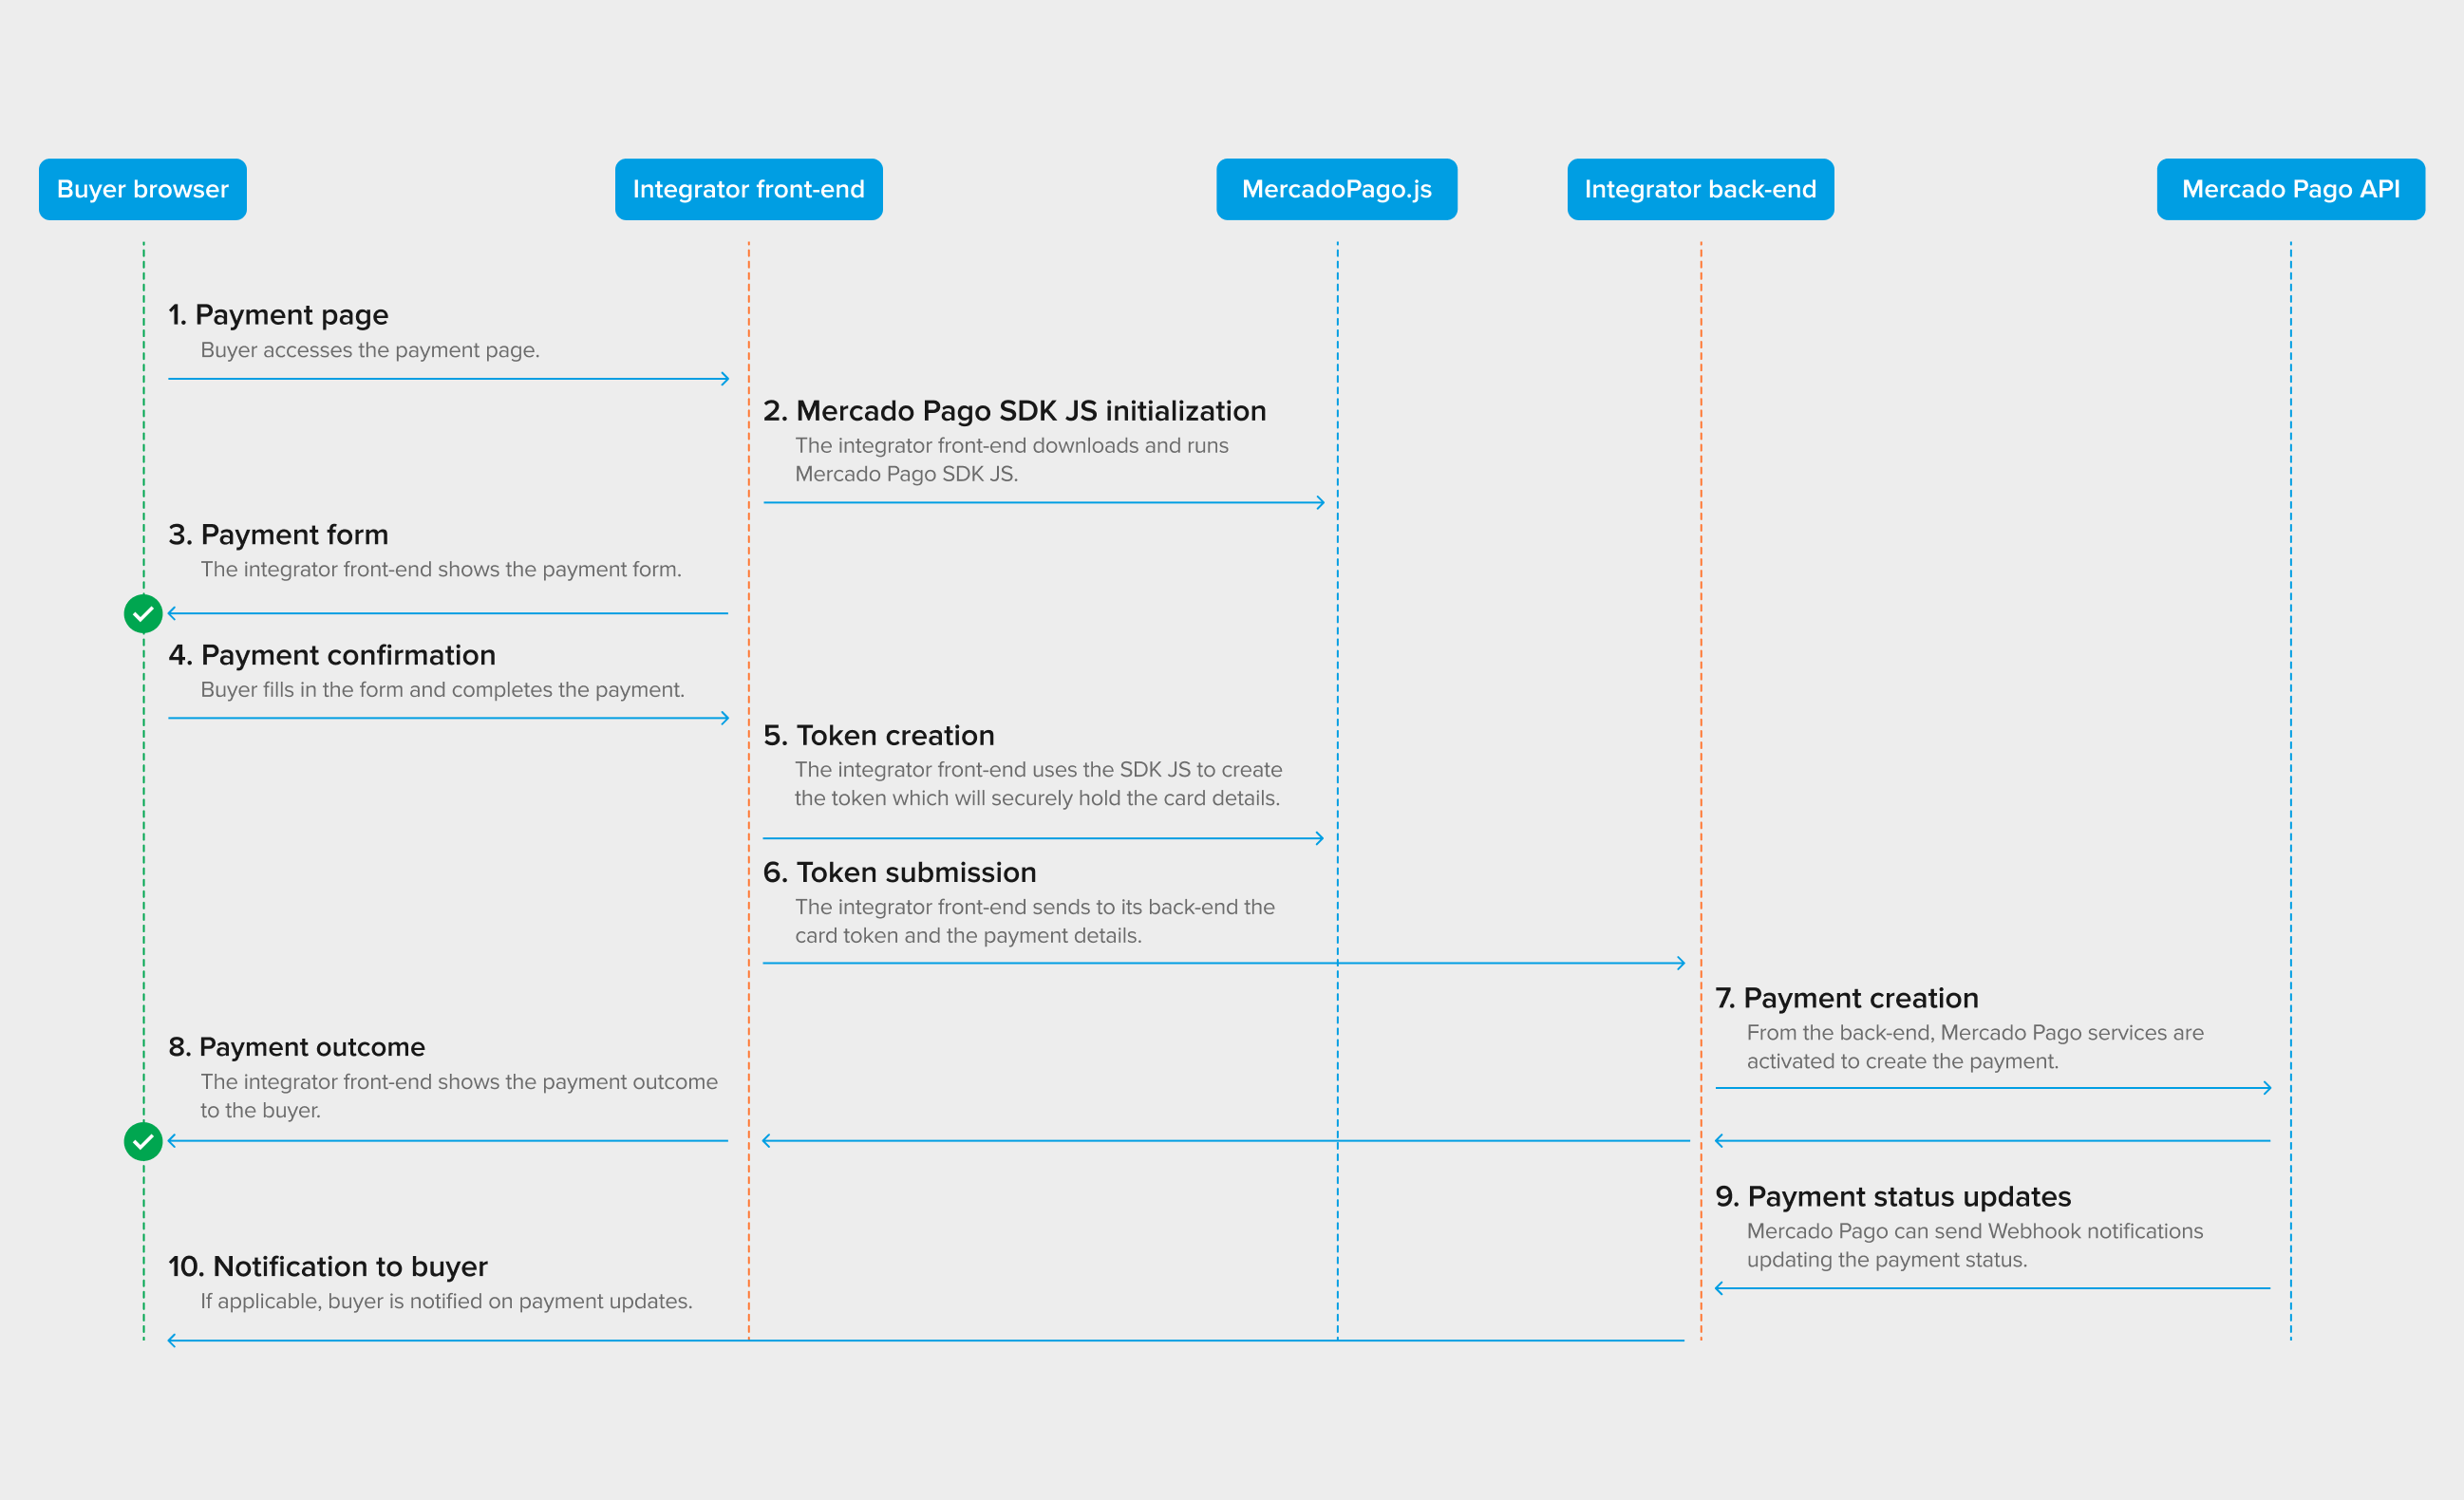 Buyer browser
Integrator front-end
MercadoPago.js
Integrator back-end
Mercado Pago API
1. Payment page
Buyer accesses the payment page.
2. Mercado Pago SDK JS initialization
The integrator front-end downloads and runs
Mercado Pago SDK JS.
3. Payment form
The integrator front-end shows the payment form.
4. Payment confirmation
Buyer fills in the form and completes the payment.
5. Token creation
The integrator front-end uses the SDK JS to create
the token which will securely hold the card details.
6. Token submission
The integrator front-end sends to its back-end the
card token and the payment details.
7. Payment creation
From the back-end, Mercado Pago services are
activated to create the payment.
8. Payment outcome
The integrator front-end shows the payment outcome
to the buyer.
9. Payment status updates
Mercado Pago can send Webhook notifications
updating the payment status.
10. Notification to buyer
If applicable, buyer is notified on payment updates.